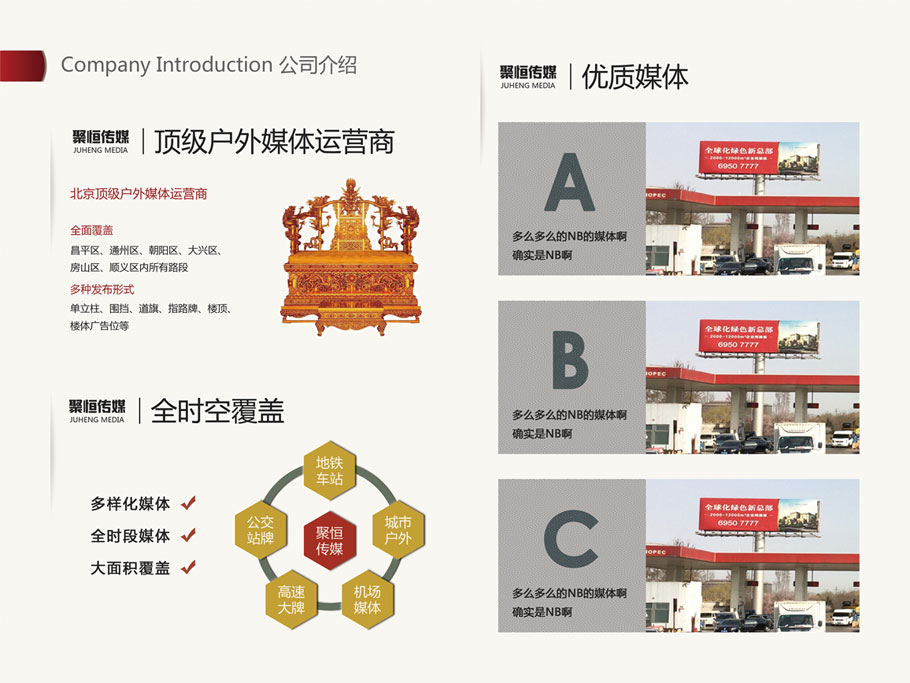 Company Introduction 公司介绍
聚恒传媒
JUHENG MEDIA
顶级户外媒体运营商
北京顶级户外媒体运营商
全面覆盖
昌平区、通州区、朝阳区、大兴区、
房山区、顺义区内所有路段
多种发布形式
单立柱、围挡、道旗、指路牌、楼顶、
楼体广告位等
聚恒传媒
JUHENG MEDIA
全时空覆盖
多样化媒体
全时段媒体
大面积覆盖
地铁
车站
公交
站牌
聚恒
传媒
城市
户外
高速
大牌
机场
媒体
聚恒传媒
JUHENG MEDIA
优质媒体
A
多么多么的NB的媒体啊
确实是NB啊
全球化绿色新总部
6950 7777
NOPEC
B
多么多么的NB的媒体啊
确实是NB啊
全球化绿色新总部
6950 7777
NOPEC
C
多么多么的NB的媒体啊
确实是NB啊
全球化绿色新总部
6950 7777
NOPEC